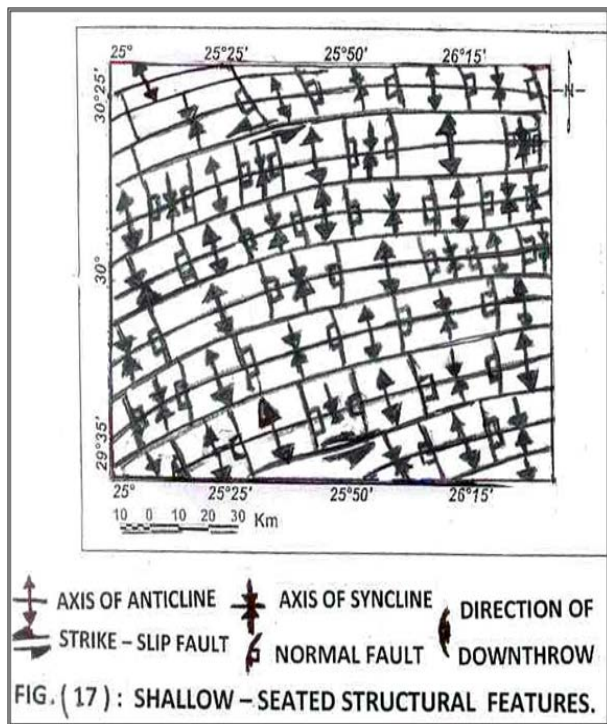 25° 25°25' 25°50' 26°15'
30°25'
N
30°
29°35'
25° 25°25' 25°50' 26°15'
10 0 10 20 30 Km
AXIS OF ANTICLINE AXIS OF SYNCLINE DIRECTION OF
STRIKE – SLIP FAULT NORMAL FAULT DOWNTHROW
FIG. (17) : SHALLOW – SEATED STRUCTURAL FEATURES.